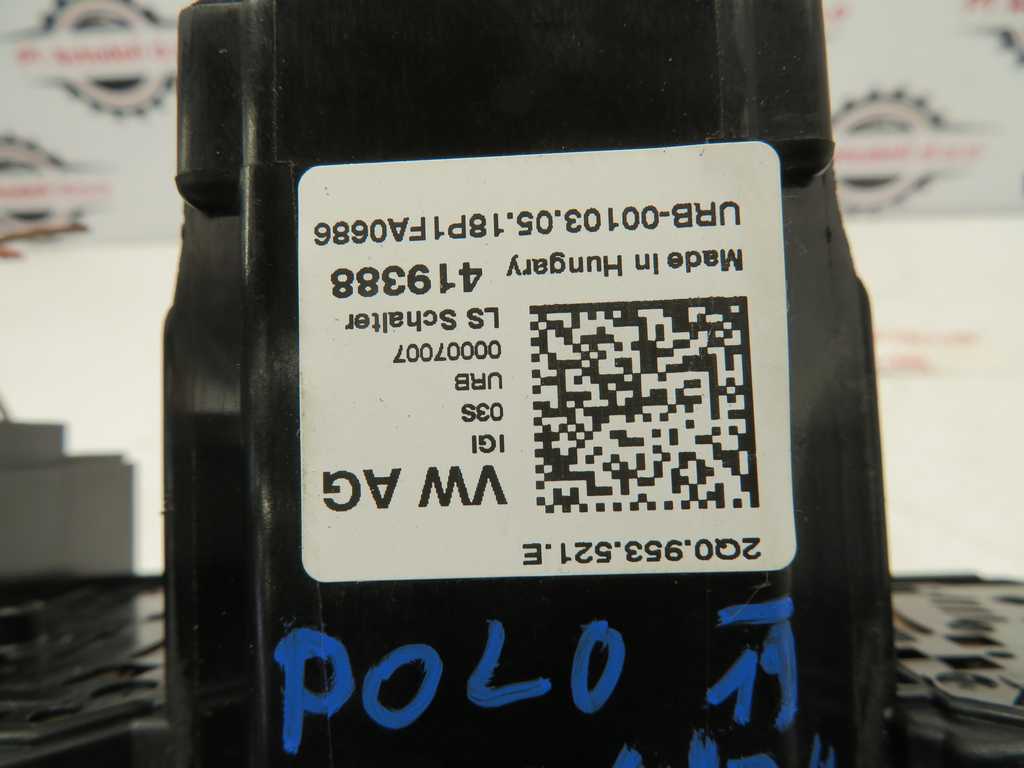 2Q0.953.521.E
VW AG
IGI
03S
URB
00007007
LS Schalter
Made In Hungary 419388
URB-00103.05.18P1FA0686
POLO